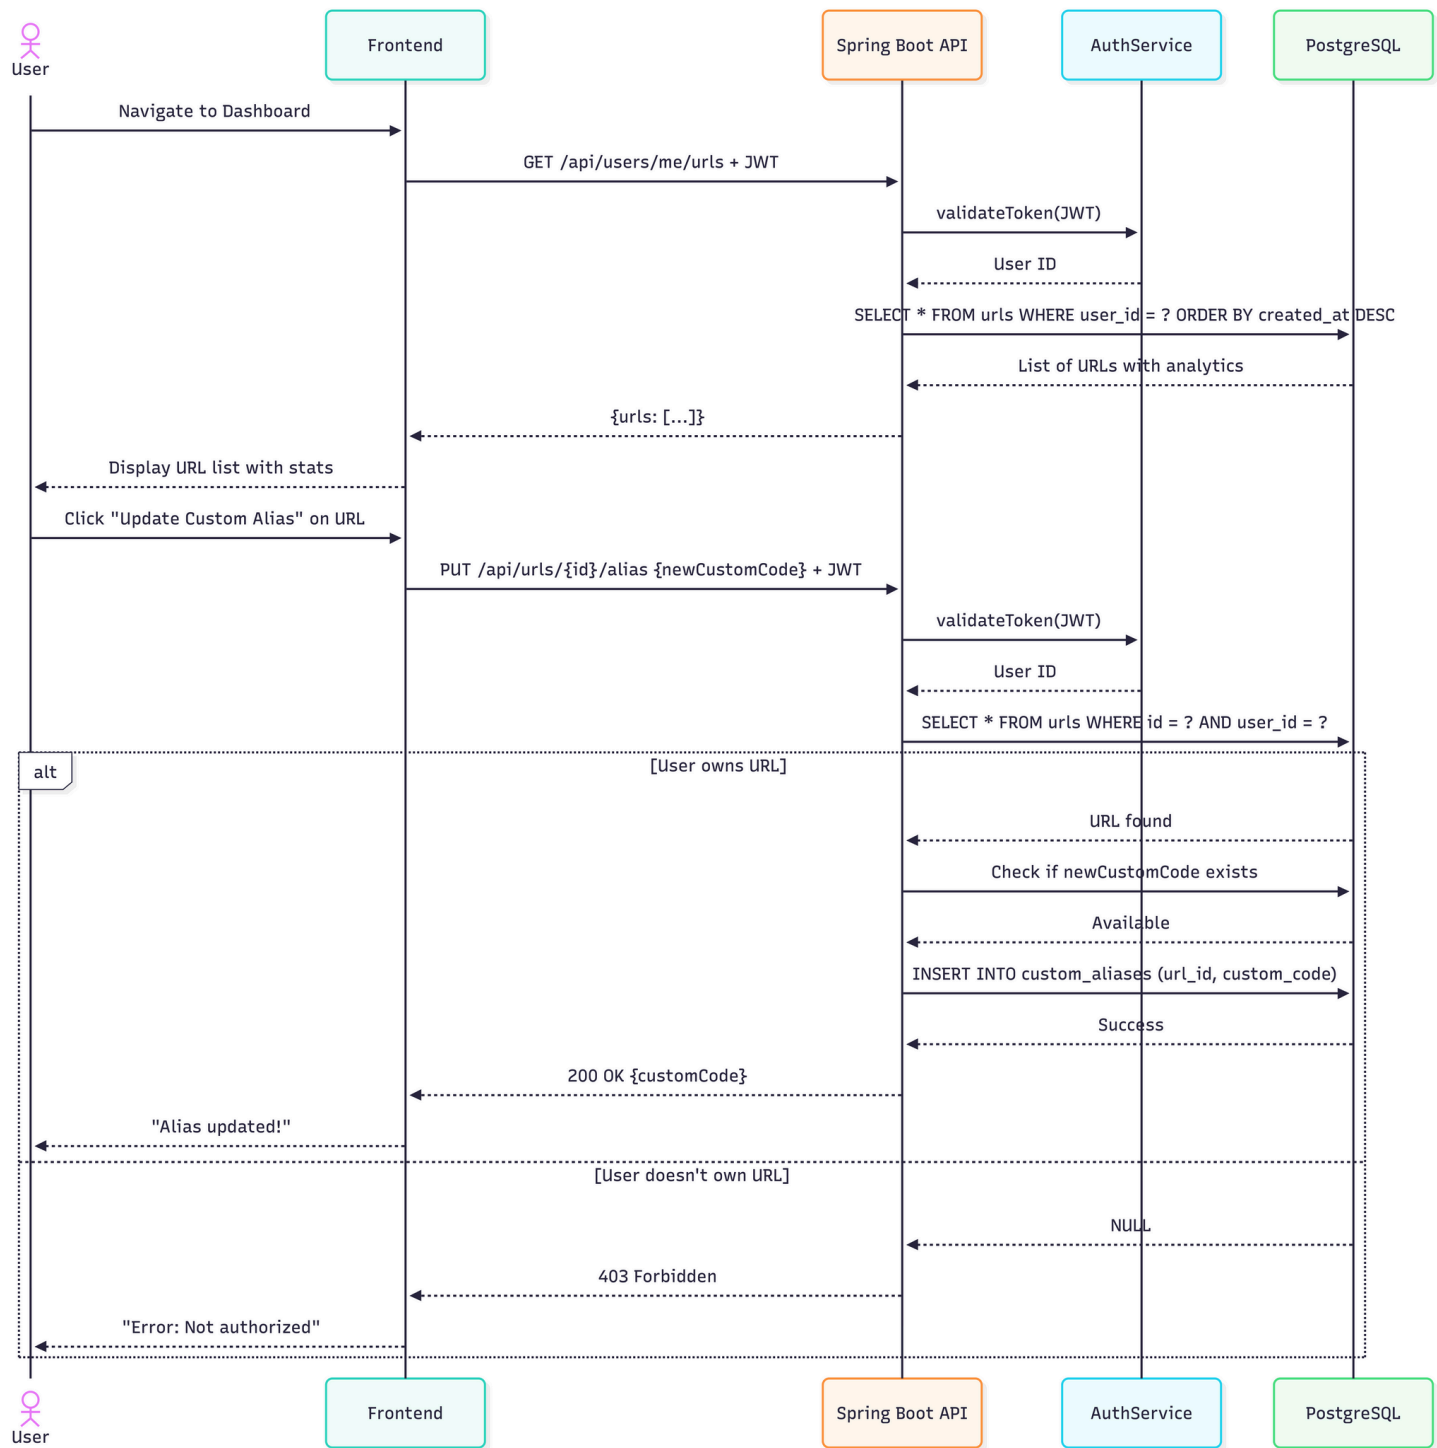 User
Frontend
Spring Boot API
AuthService
PostgreSQL
Navigate to Dashboard
GET /api/users/me/urls + JWT
validateToken(JWT)
User ID
SELECT * FROM urls WHERE user_id = ? ORDER BY created_at DESC
List of URLs with analytics
{urls: [...]}
Display URL list with stats
Click "Update Custom Alias" on URL
PUT /api/urls/{id}/alias {newCustomCode} + JWT
validateToken(JWT)
User ID
SELECT * FROM urls WHERE id = ? AND user_id = ?
alt
[User owns URL]
URL found
Check if newCustomCode exists
Available
INSERT INTO custom_aliases (url_id, custom_code)
Success
200 OK {customCode}
"Alias updated!"
[User doesn't own URL]
NULL
403 Forbidden
"Error: Not authorized"
User
Frontend
Spring Boot API
AuthService
PostgreSQL